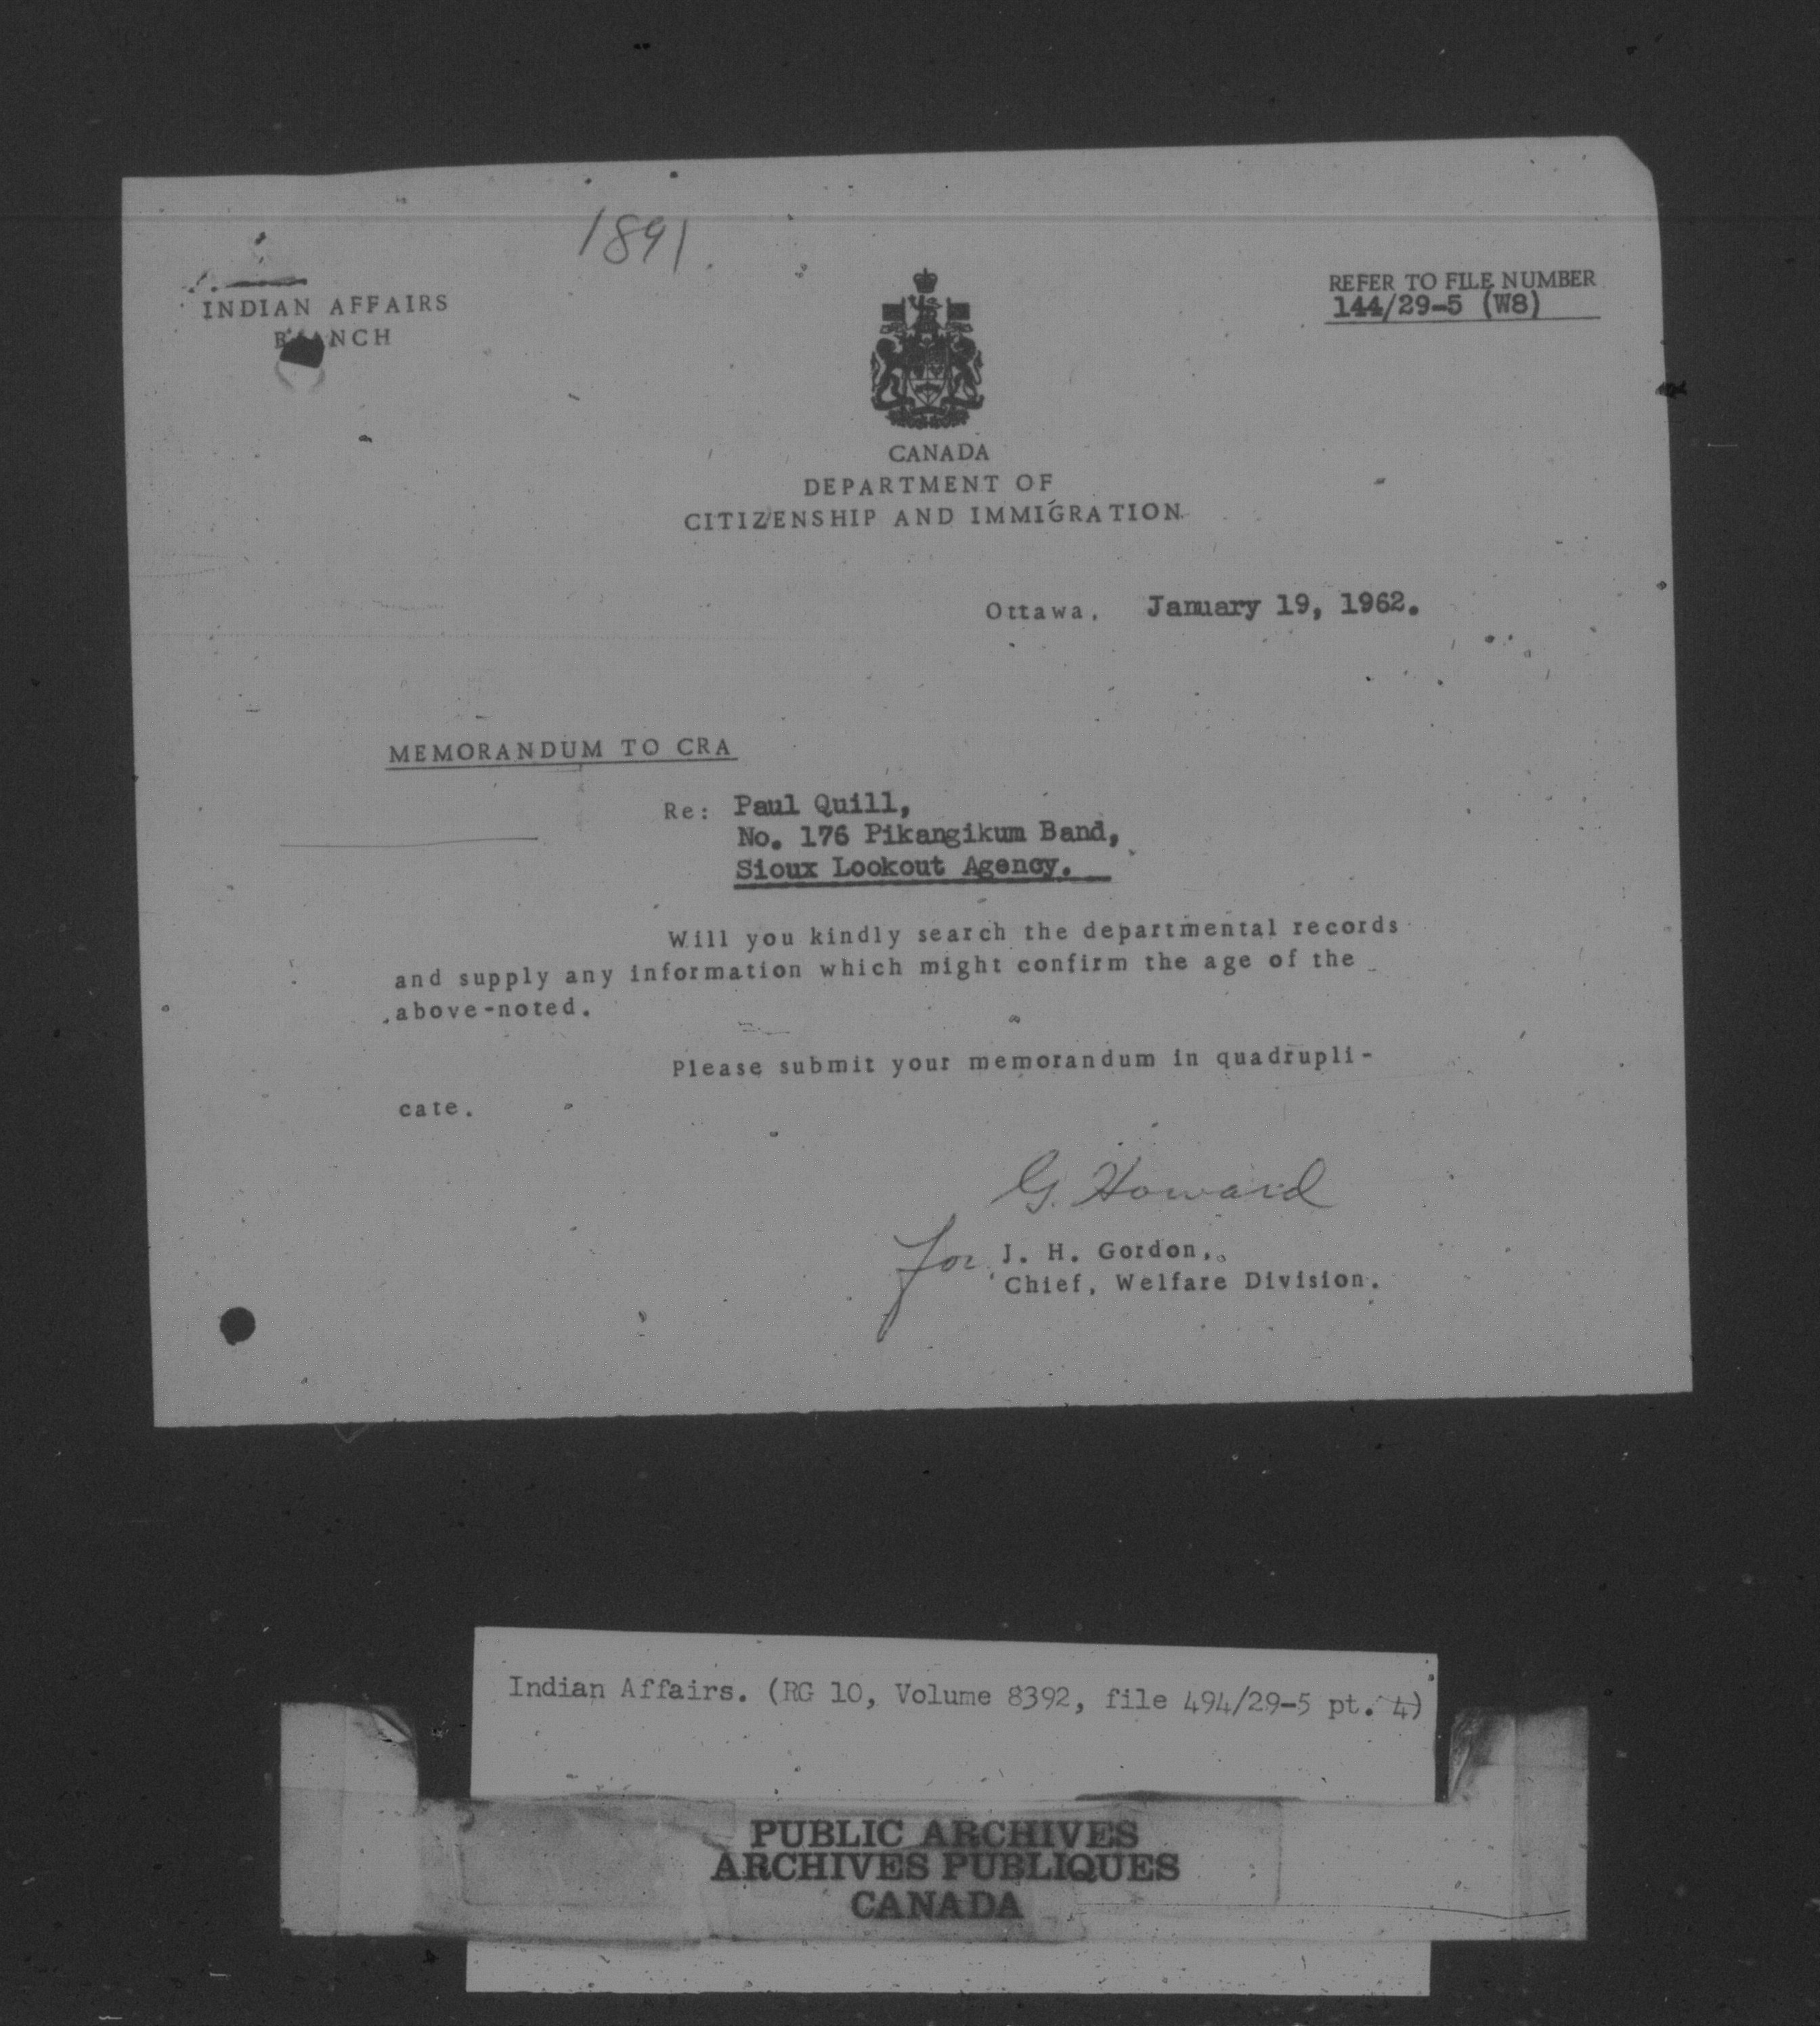 1891.
INDIAN AFFAIRS
BRANCH
REFER TO FILE NUMBER
144/29-5 (W8)
CANADA
DEPARTMENT OF
CITIZENSHIP AND IMMIGRATION
Ottawa, January 19, 1962.
MEMORANDUM TO CRA
Re: Paul Quill,
No. 176 Pikangikum Band,
Sioux Lookout Agency.
Will you kindly search the departmental records
and supply any information which might confirm the age of the
above-noted.
Please submit your memorandum in quadrupli-
cate.
G. Howard
for J. H. Gordon,
Chief, Welfare Division.
Indian Affairs. (RG 10, Volume 8392, file 494/29-5 pt. 4)
PUBLIC ARCHIVES
ARCHIVES PUBLIQUES
CANADA